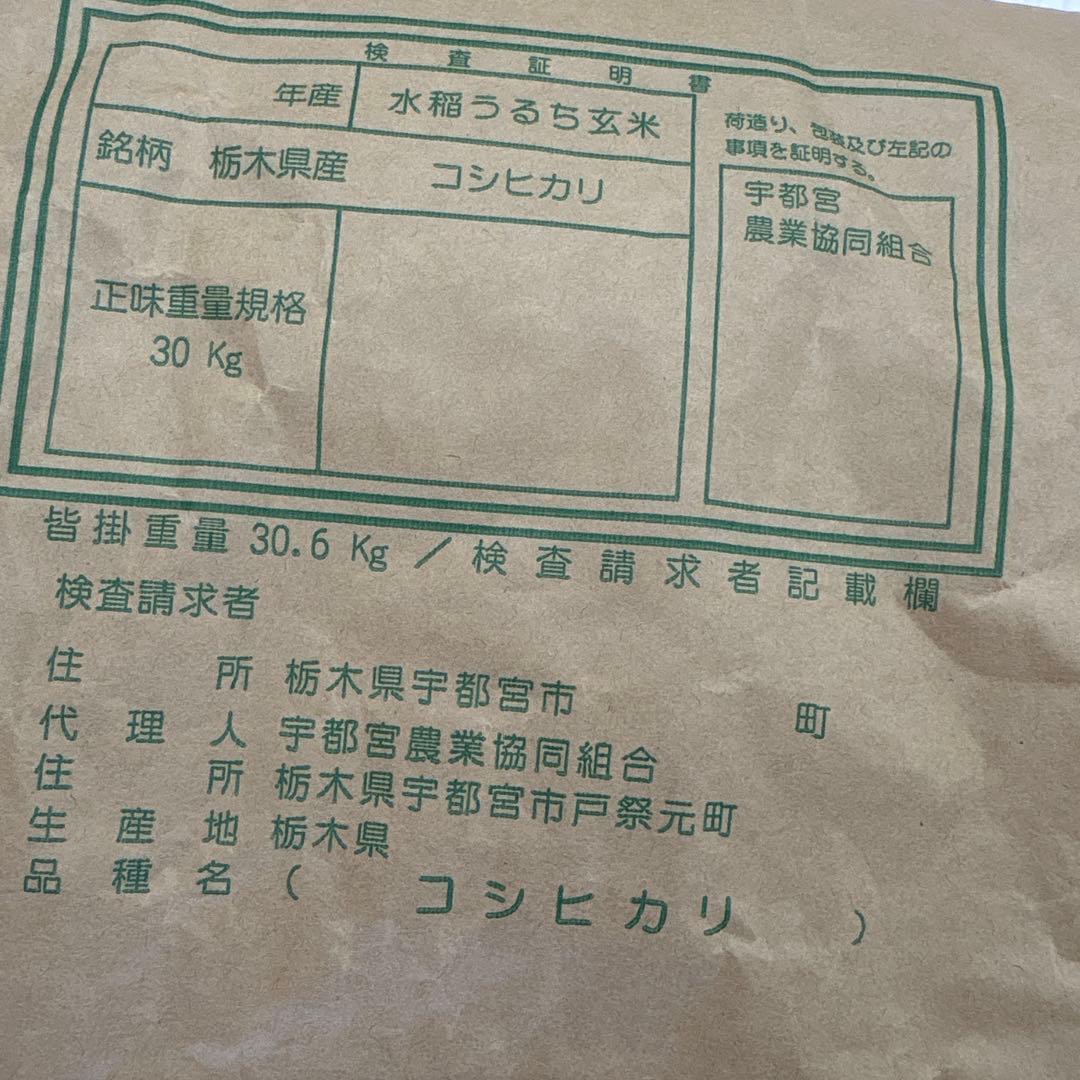 検査証明書
年産 水稲うるち玄米
銘柄 栃木県産 コシヒカリ
正味重量規格
30 Kg
荷造り、包装及び左記の
事項を証明する。
宇都宮
農業協同組合
皆掛重量 30.6 Kg / 検査請求者記載欄
検査請求者
住所 栃木県宇都宮市 町
代理人 宇都宮農業協同組合
住所 栃木県宇都宮市戸祭元町
生産地 栃木県
品種名 ( コシヒカリ )